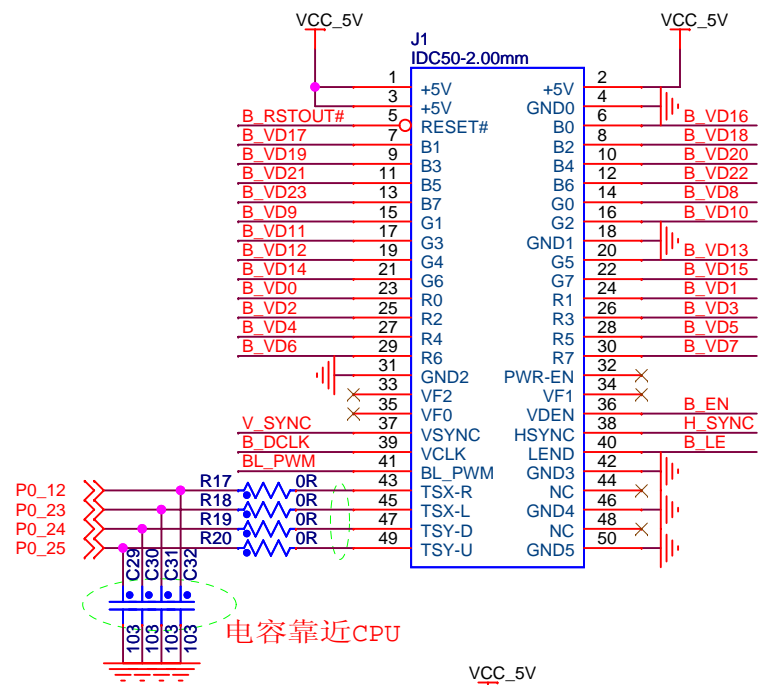 VCC_5V
VCC_5V
J1
IDC50-2.00mm
1 +5V +5V 2
3 +5V GND0 4
B_RSTOUT# 5 RESET# B0 6 B_VD16
B_VD17 7 B1 B2 8 B_VD18
B_VD19 9 B3 B4 10 B_VD20
B_VD21 11 B5 B6 12 B_VD22
B_VD23 13 B7 G0 14 B_VD8
B_VD9 15 G1 G2 16 B_VD10
B_VD11 17 G3 GND1 18
B_VD12 19 G4 G5 20 B_VD13
B_VD14 21 G6 G7 22 B_VD15
B_VD0 23 R0 R1 24 B_VD1
B_VD2 25 R2 R3 26 B_VD3
B_VD4 27 R4 R5 28 B_VD5
B_VD6 29 R6 R7 30 B_VD7
31 GND2 PWR-EN 32
33 VF2 VF1 34
35 VF0 VDEN 36 B_EN
V_SYNC 37 VSYNC HSYNC 38 H_SYNC
B_DCLK 39 VCLK LEND 40 B_LE
BL_PWM 41 BL_PWM GND3 42
P0_12 R17 0R 43 TSX-R NC 44
P0_23 R18 0R 45 TSX-L GND4 46
P0_24 R19 0R 47 TSY-D NC 48
P0_25 R20 0R 49 TSY-U GND5 50
C29 C30 C31 C32
103 103 103 103
电容靠近CPU
VCC_5V